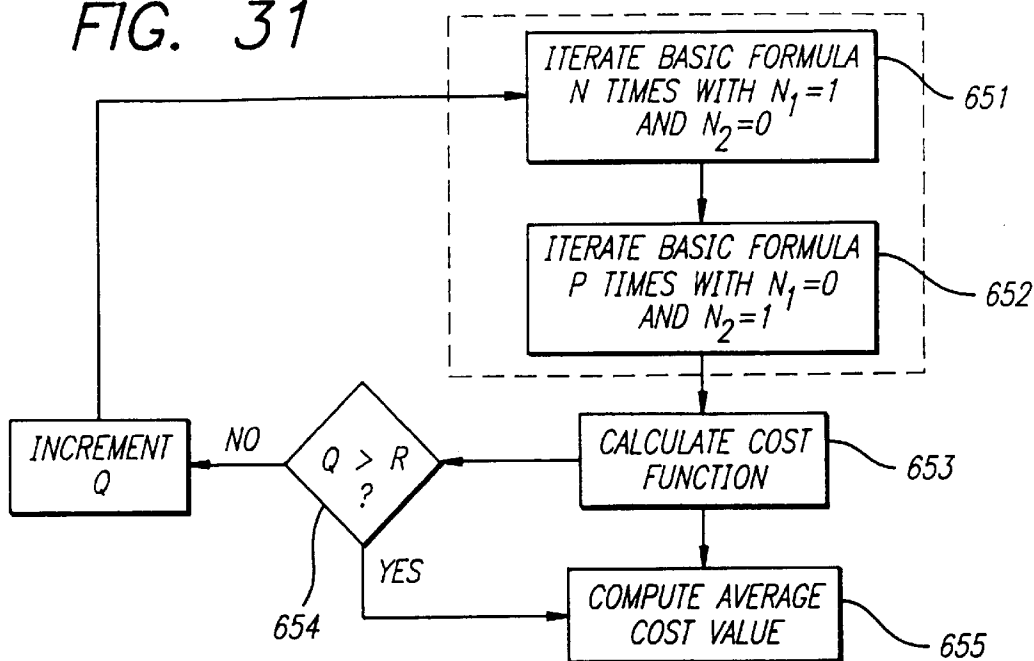 FIG. 31
ITERATE BASIC FORMULA
N TIMES WITH N₁=1
AND N₂=0
651
ITERATE BASIC FORMULA
P TIMES WITH N₁=0
AND N₂=1
652
CALCULATE COST
FUNCTION
653
Q > R
?
654
NO
INCREMENT
Q
YES
COMPUTE AVERAGE
COST VALUE
655